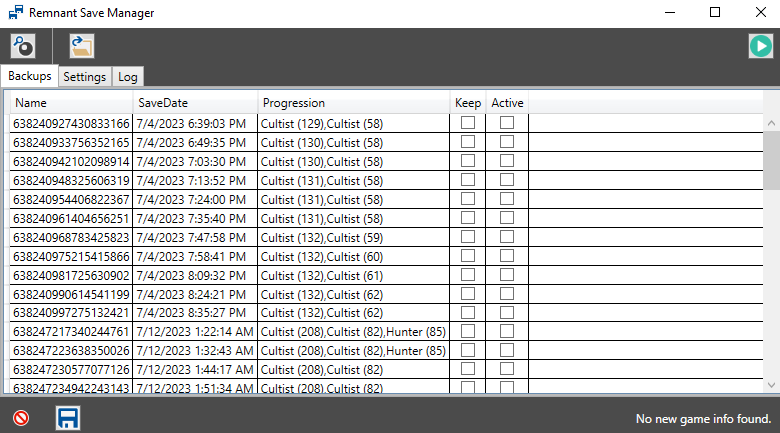 Remnant Save Manager
Backups Settings Log
Name SaveDate Progression Keep Active
638240927430833166 7/4/2023 6:39:03 PM Cultist (129),Cultist (58)
638240933756352165 7/4/2023 6:49:35 PM Cultist (130),Cultist (58)
638240942102098914 7/4/2023 7:03:30 PM Cultist (130),Cultist (58)
638240948325606319 7/4/2023 7:13:52 PM Cultist (131),Cultist (58)
638240954406822367 7/4/2023 7:24:00 PM Cultist (131),Cultist (58)
638240961404656251 7/4/2023 7:35:40 PM Cultist (131),Cultist (58)
638240968783425823 7/4/2023 7:47:58 PM Cultist (132),Cultist (59)
638240975215415866 7/4/2023 7:58:41 PM Cultist (132),Cultist (60)
638240981725630902 7/4/2023 8:09:32 PM Cultist (132),Cultist (61)
638240990614541199 7/4/2023 8:24:21 PM Cultist (132),Cultist (62)
638240997275132421 7/4/2023 8:35:27 PM Cultist (132),Cultist (62)
638247217340244761 7/12/2023 1:22:14 AM Cultist (208),Cultist (82),Hunter (85)
638247223638350026 7/12/2023 1:32:43 AM Cultist (208),Cultist (82),Hunter (85)
638247230577077126 7/12/2023 1:44:17 AM Cultist (208),Cultist (82)
638247234942243143 7/12/2023 1:51:34 AM Cultist (208),Cultist (82)
No new game info found.